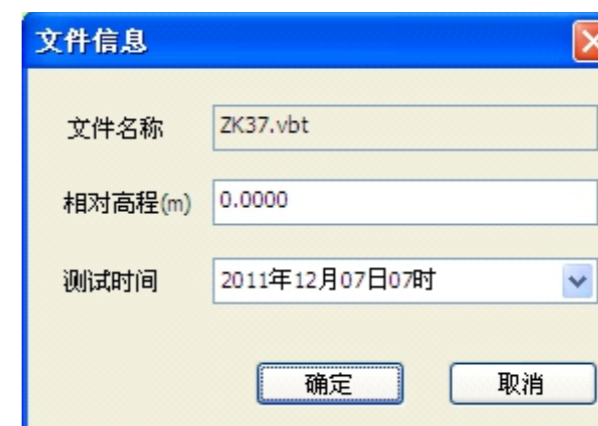 文件信息
文件名称 ZK37.vbt
相对高程(m) 0.0000
测试时间 2011年12月07日07时
确定 取消